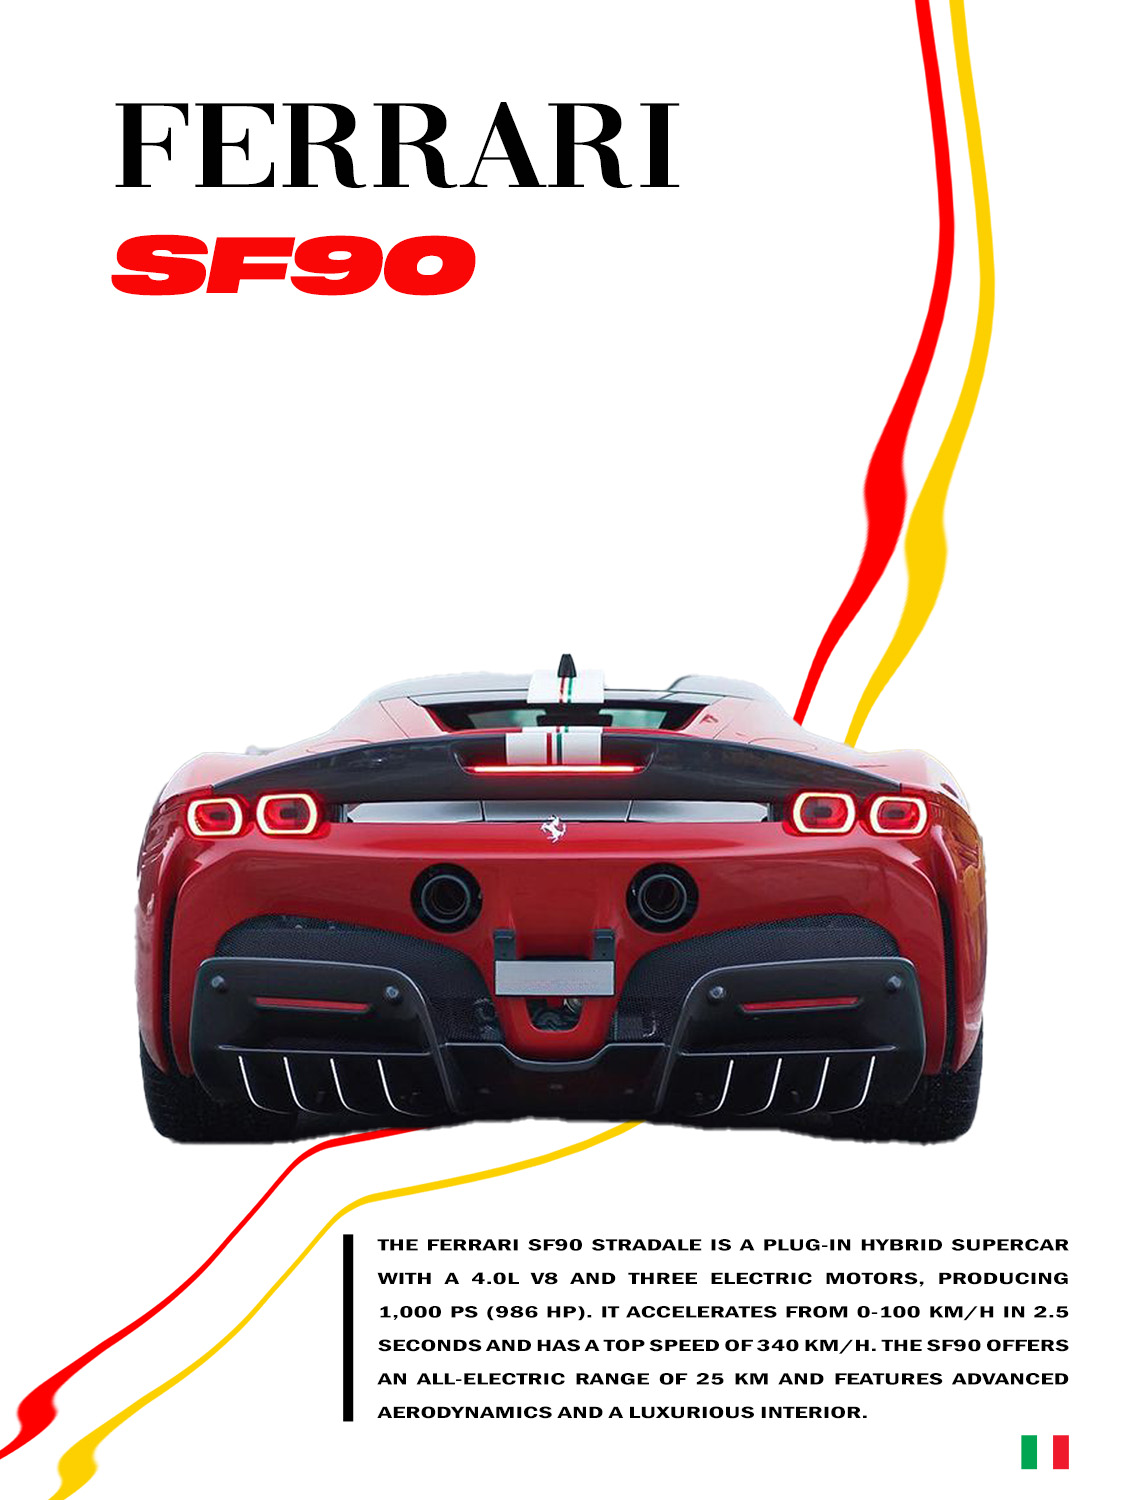 FERRARI
SF90
THE FERRARI SF90 STRADALE IS A PLUG-IN HYBRID SUPERCAR
WITH A 4.0L V8 AND THREE ELECTRIC MOTORS, PRODUCING
1,000 PS (986 HP). IT ACCELERATES FROM 0-100 KM/H IN 2.5
SECONDS AND HAS A TOP SPEED OF 340 KM/H. THE SF90 OFFERS
AN ALL-ELECTRIC RANGE OF 25 KM AND FEATURES ADVANCED
AERODYNAMICS AND A LUXURIOUS INTERIOR.